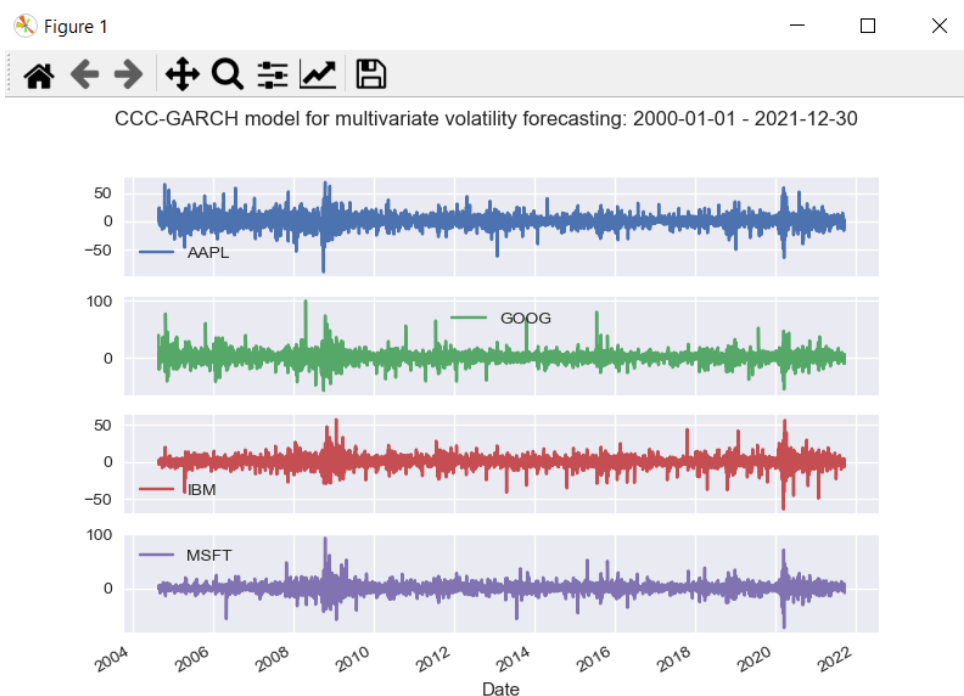 Figure 1
CCC-GARCH model for multivariate volatility forecasting: 2000-01-01 - 2021-12-30
50
0
−50
AAPL
100
GOOG
0
50
0
−50
IBM
100
MSFT
0
2004 2006 2008 2010 2012 2014 2016 2018 2020 2022
Date